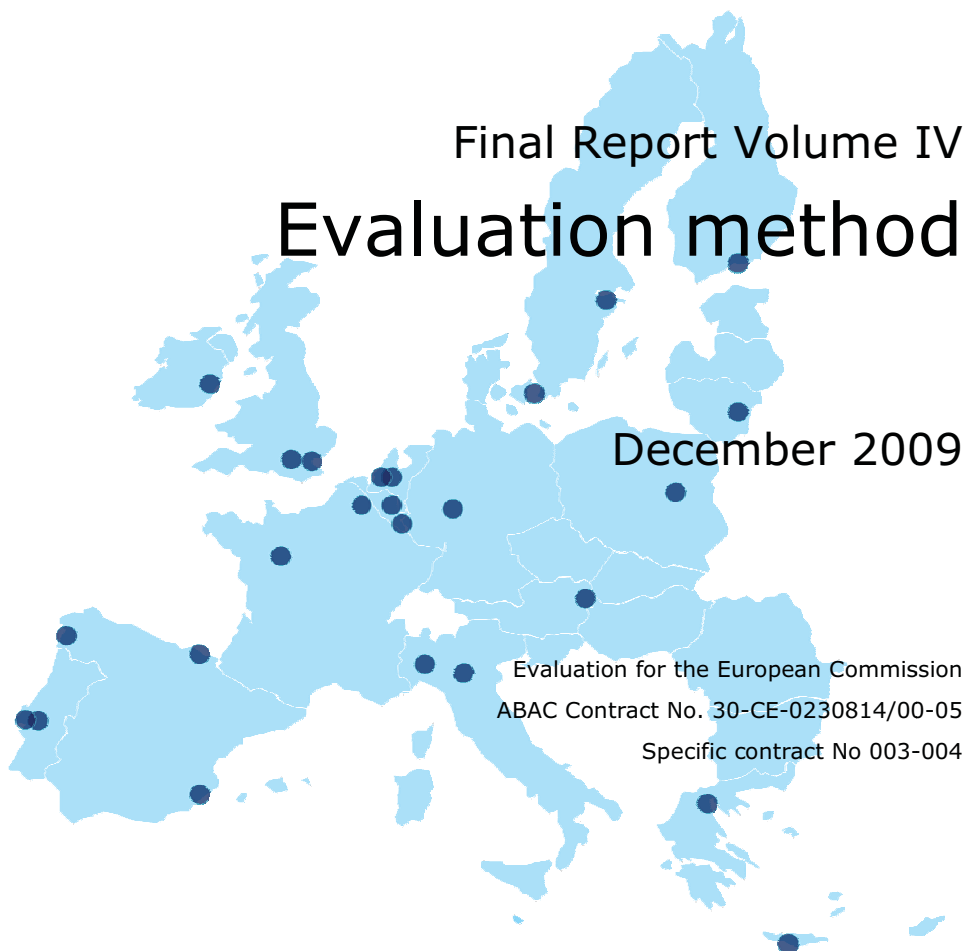 Final Report Volume IV
Evaluation method
December 2009
Evaluation for the European Commission
ABAC Contract No. 30-CE-0230814/00-05
Specific contract No 003-004